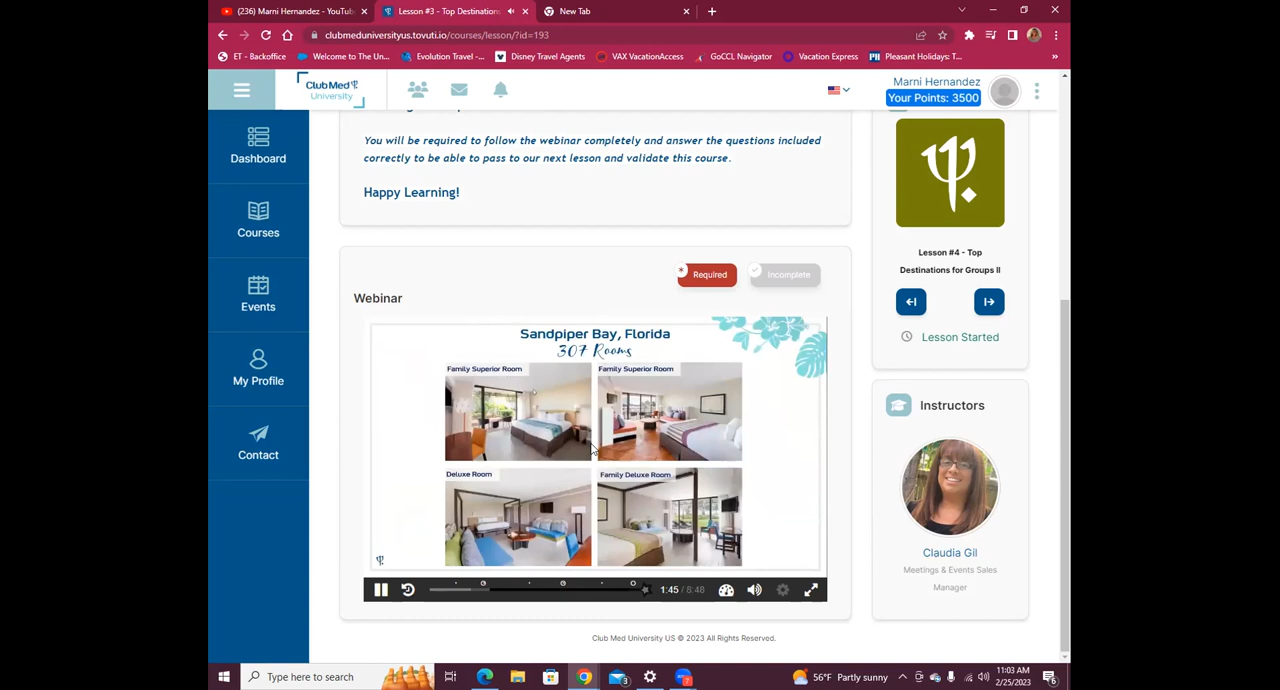 (236) Marni Hernandez - YouTube
Lesson #3 - Top Destination
New Tab
clubmeduniversityus.tovuti.io/courses/lesson/?id=193
ET - Backoffice
Welcome to The Un...
Evolution Travel -...
Disney Travel Agents
VAX VacationAccess
GoCCL Navigator
Vacation Express
Pleasant Holidays: T...
Club Med
University
Marni Hernandez
Your Points: 3500
Dashboard
Courses
Events
My Profile
Contact
You will be required to follow the webinar completely and answer the questions included
correctly to be able to pass to our next lesson and validate this course.
Happy Learning!
Required
Incomplete
Webinar
Sandpiper Bay, Florida
307 Rooms
Family Superior Room
Family Superior Room
Deluxe Room
Family Deluxe Room
1:45 / 8:48
Lesson #4 - Top
Destinations for Groups II
Lesson Started
Instructors
Claudia Gil
Meetings & Events Sales
Manager
Club Med University US © 2023 All Rights Reserved.
Type here to search
56°F Partly sunny
11:03 AM
2/25/2023